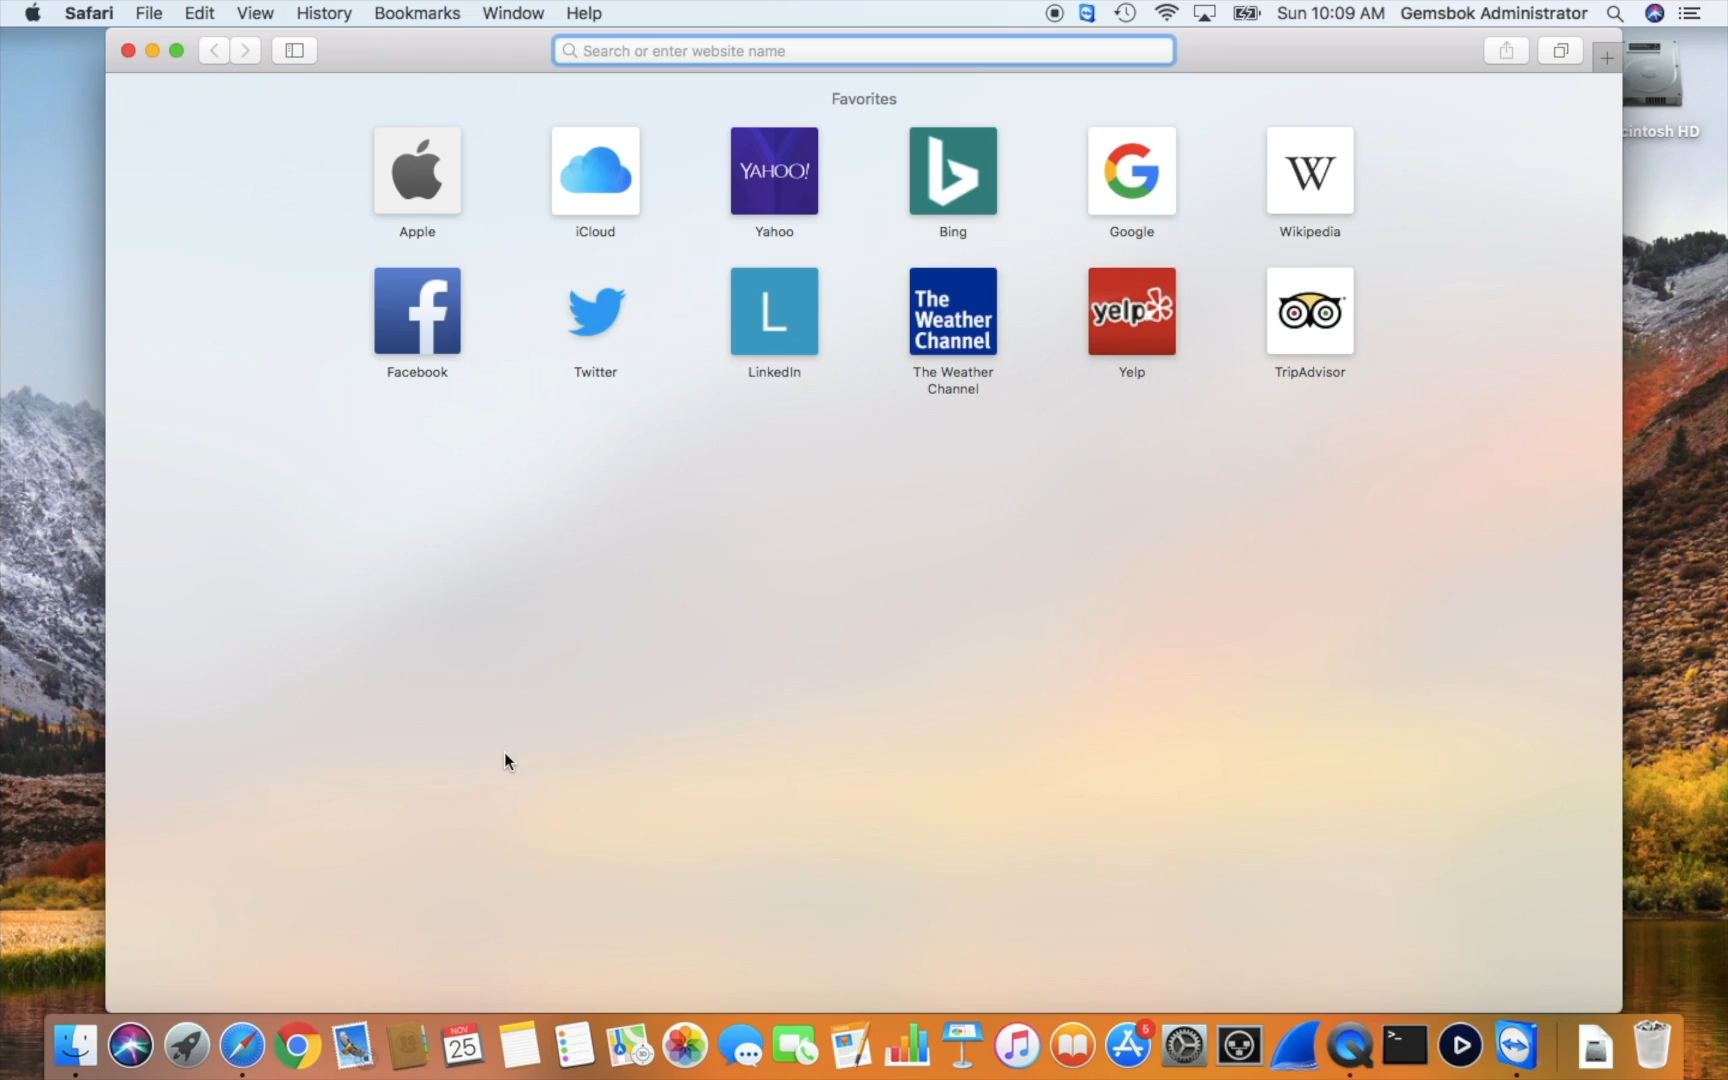 Safari File Edit View History Bookmarks Window Help Sun 10:09 AM Gemsbok Administrator
Search or enter website name
cintosh HD
Favorites
YAHOO!
b
G
W
Apple iCloud Yahoo Bing Google Wikipedia
f
L
The Weather Channel
yelp
Facebook Twitter LinkedIn The Weather Channel Yelp TripAdvisor
NOV
25
5
>_